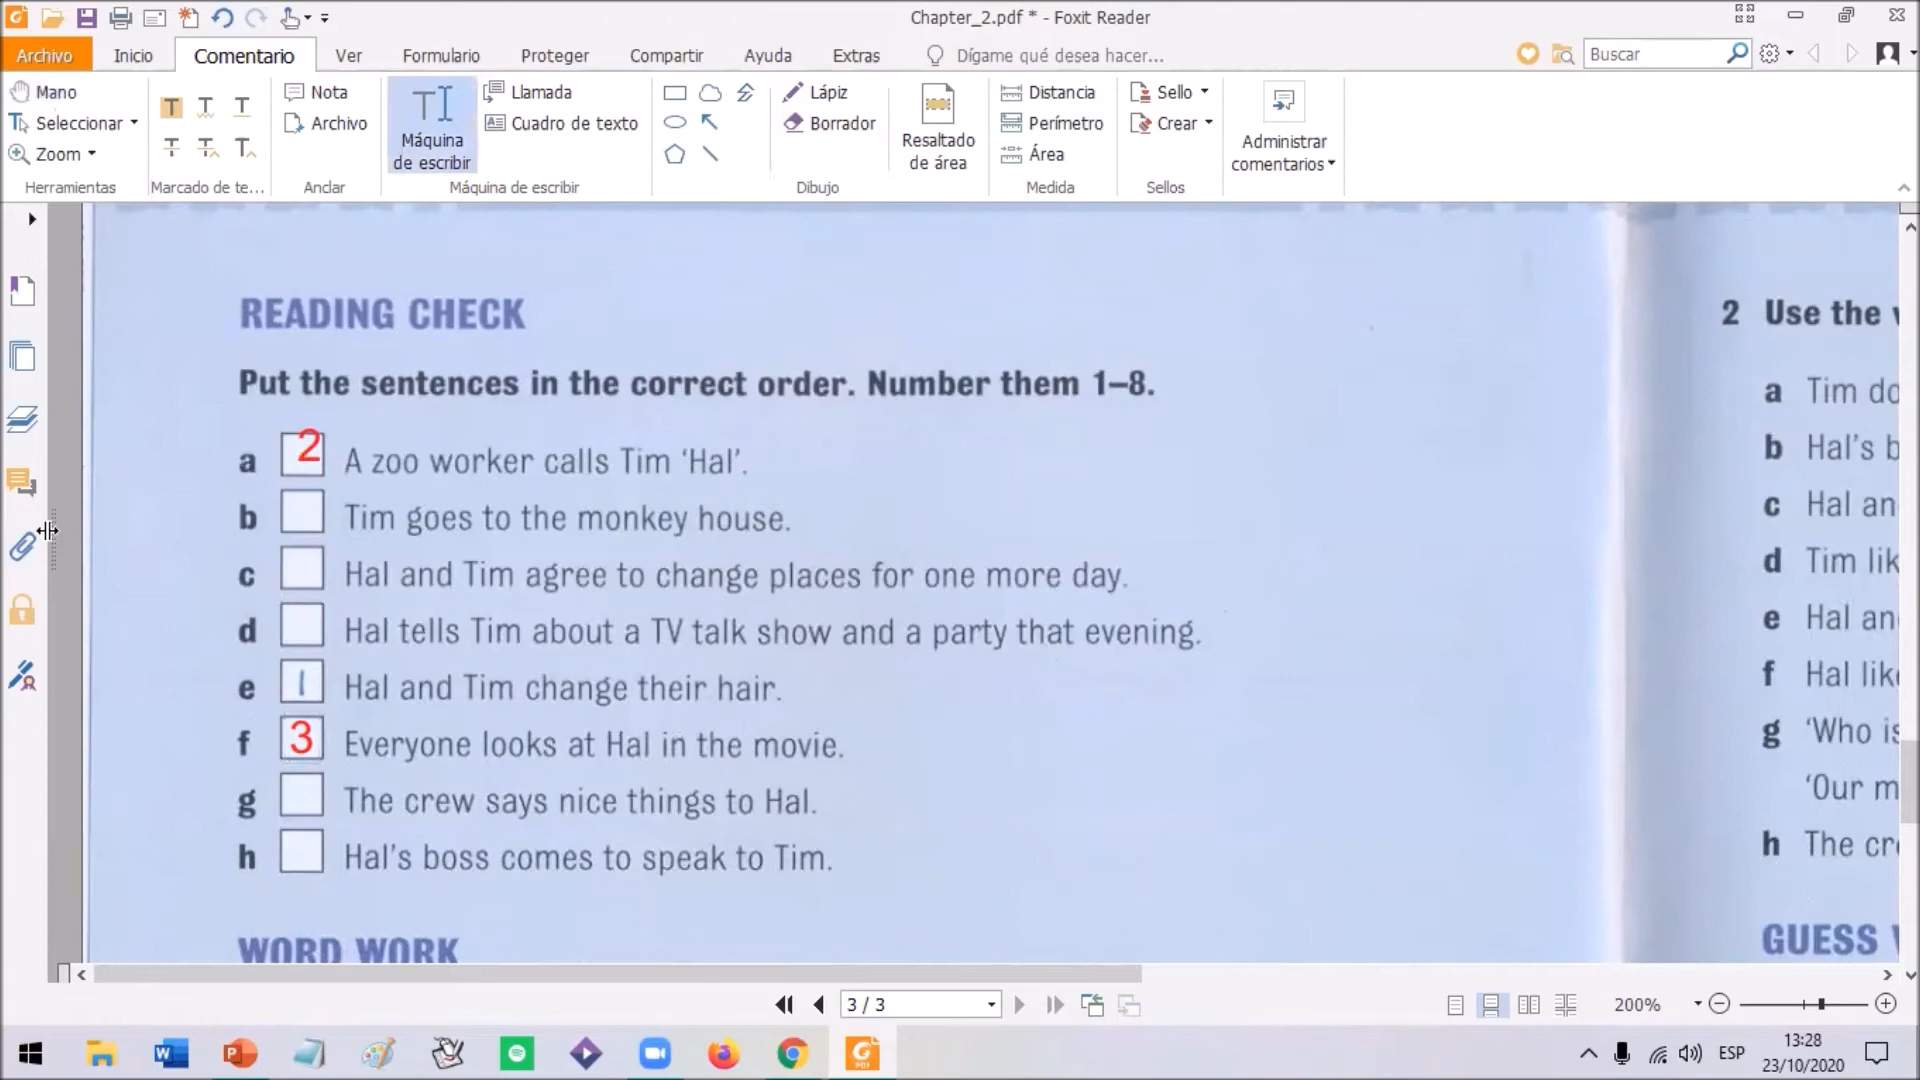 Chapter_2.pdf * - Foxit Reader
Archivo Inicio Comentario Ver Formulario Proteger Compartir Ayuda Extras Dígame qué desea hacer... Buscar
Mano
Seleccionar
Zoom
Herramientas
Marcado de te...
Nota
Archivo
Anclar
Máquina de escribir
Llamada
Cuadro de texto
Máquina de escribir
Lápiz
Borrador
Dibujo
Resaltado de área
Distancia
Perímetro
Área
Medida
Sello
Crear
Sellos
Administrar comentarios
READING CHECK
Put the sentences in the correct order. Number them 1–8.
a 2 A zoo worker calls Tim ‘Hal’.
b Tim goes to the monkey house.
c Hal and Tim agree to change places for one more day.
d Hal tells Tim about a TV talk show and a party that evening.
e 1 Hal and Tim change their hair.
f 3 Everyone looks at Hal in the movie.
g The crew says nice things to Hal.
h Hal’s boss comes to speak to Tim.
WORD WORK
2 Use the
a Tim
b Hal’s
c Hal
d Tim
e Hal
f Hal
g ‘Who
‘Our
h The
GUESS
3 / 3
200%
ESP
13:28
23/10/2020